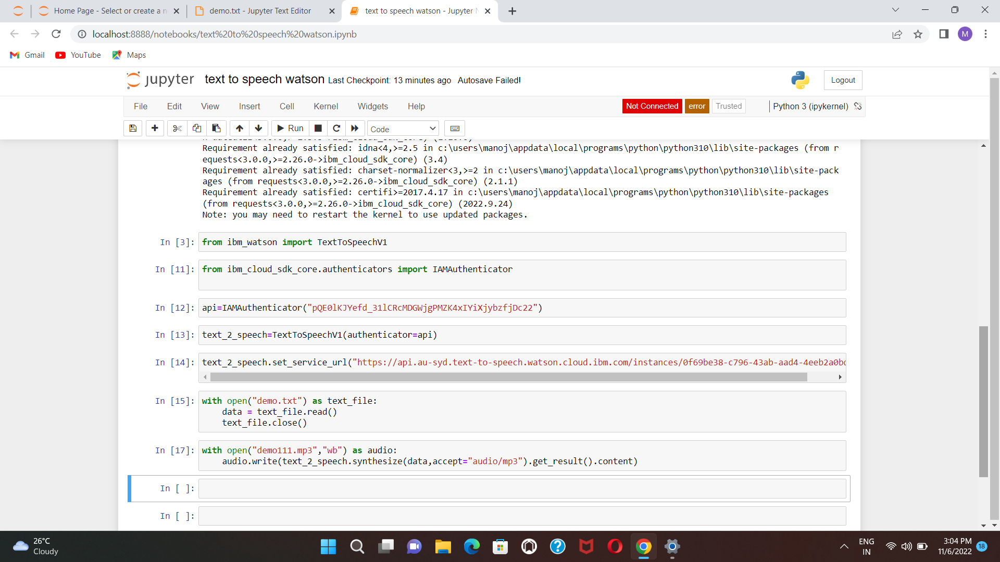 Home Page - Select or create a n
demo.txt - Jupyter Text Editor
text to speech watson - Jupyter N
localhost:8888/notebooks/text%20to%20speech%20watson.ipynb
M
Gmail
YouTube
Maps
jupyter
text to speech watson Last Checkpoint: 13 minutes ago Autosave Failed!
Logout
File Edit View Insert Cell Kernel Widgets Help
Not Connected error Trusted Python 3 (ipykernel)
Run Code
Requirement already satisfied: idna<4,>=2.5 in c:\users\manoj\appdata\local\programs\python\python310\lib\site-packages (from r
equests<3.0.0,>=2.26.0->ibm_cloud_sdk_core) (3.4)
Requirement already satisfied: charset-normalizer<3,>=2 in c:\users\manoj\appdata\local\programs\python\python310\lib\site-pack
ages (from requests<3.0.0,>=2.26.0->ibm_cloud_sdk_core) (2.1.1)
Requirement already satisfied: certifi>=2017.4.17 in c:\users\manoj\appdata\local\programs\python\python310\lib\site-packages
(from requests<3.0.0,>=2.26.0->ibm_cloud_sdk_core) (2022.9.24)
Note: you may need to restart the kernel to use updated packages.
In [3]: from ibm_watson import TextToSpeechV1
In [11]: from ibm_cloud_sdk_core.authenticators import IAMAuthenticator
In [12]: api=IAMAuthenticator("pQE0lKJYefd_31lCRcMDGWjgPMZK4xIYiXjybzfjDc22")
In [13]: text_2_speech=TextToSpeechV1(authenticator=api)
In [14]: text_2_speech.set_service_url("https://api.au-syd.text-to-speech.watson.cloud.ibm.com/instances/0f69be38-c796-43ab-aad4-4eeb2a0bc
In [15]: with open("demo.txt") as text_file:
data = text_file.read()
text_file.close()
In [17]: with open("demo111.mp3","wb") as audio:
audio.write(text_2_speech.synthesize(data,accept="audio/mp3").get_result().content)
In [ ]:
In [ ]:
26°C
Cloudy
ENG
IN
3:04 PM
11/6/2022
18